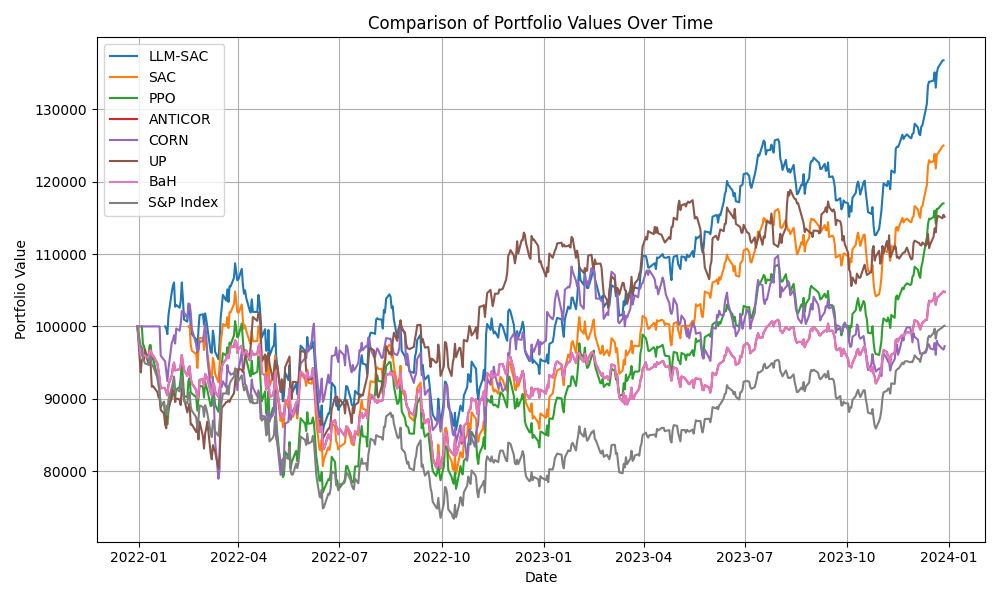 Comparison of Portfolio Values Over Time
LLM-SAC
SAC
PPO
ANTICOR
CORN
UP
BaH
S&P Index
Portfolio Value
130000
120000
110000
100000
90000
80000
2022-01
2022-04
2022-07
2022-10
2023-01
2023-04
2023-07
2023-10
2024-01
Date